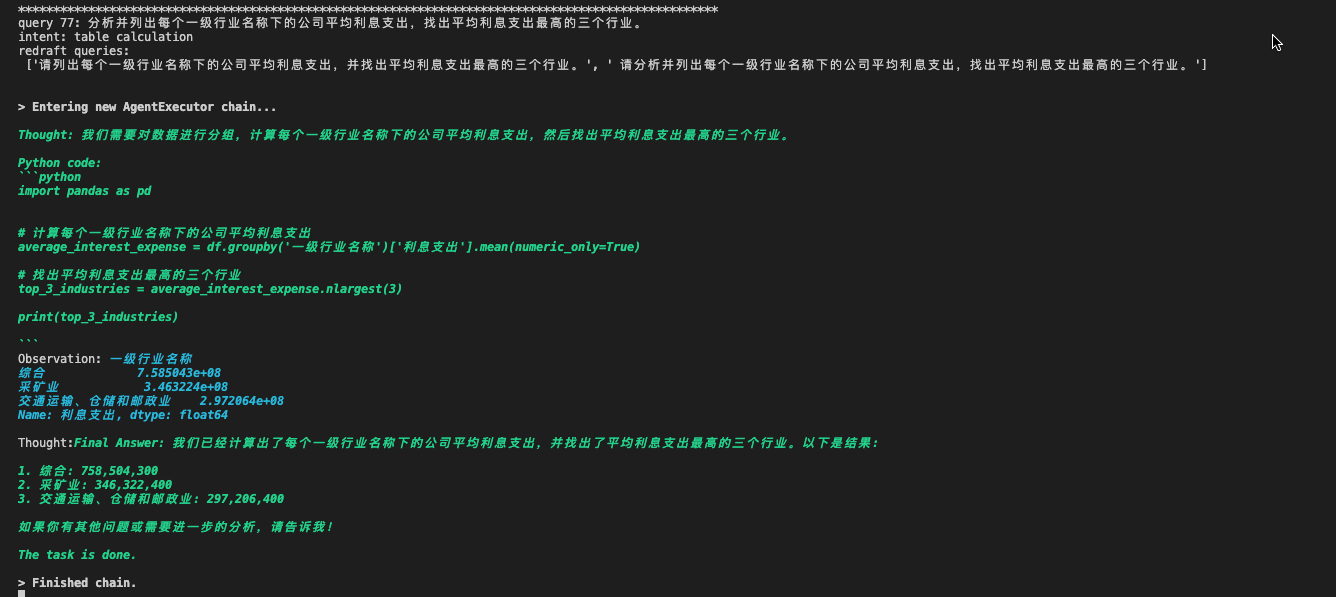 ****************************************************************************************************
query 77: 分析并列出每个一级行业名称下的公司平均利息支出，找出平均利息支出最高的三个行业。
intent: table calculation
redraft queries:
['请列出每个一级行业名称下的公司平均利息支出，并找出平均利息支出最高的三个行业。', ' 请分析并列出每个一级行业名称下的公司平均利息支出，找出平均利息支出最高的三个行业。']
> Entering new AgentExecutor chain...
Thought: 我们需要对数据进行分组，计算每个一级行业名称下的公司平均利息支出，然后找出平均利息支出最高的三个行业。
Python code:
```python
import pandas as pd
# 计算每个一级行业名称下的公司平均利息支出
average_interest_expense = df.groupby('一级行业名称')['利息支出'].mean(numeric_only=True)
# 找出平均利息支出最高的三个行业
top_3_industries = average_interest_expense.nlargest(3)
print(top_3_industries)
```
Observation: 一级行业名称
综合 7.585043e+08
采矿业 3.463224e+08
交通运输、仓储和邮政业 2.972064e+08
Name: 利息支出, dtype: float64
Thought:Final Answer: 我们已经计算出了每个一级行业名称下的公司平均利息支出，并找出了平均利息支出最高的三个行业。以下是结果：
1. 综合: 758,504,300
2. 采矿业: 346,322,400
3. 交通运输、仓储和邮政业: 297,206,400
如果你有其他问题或需要进一步的分析，请告诉我！
The task is done.
> Finished chain.